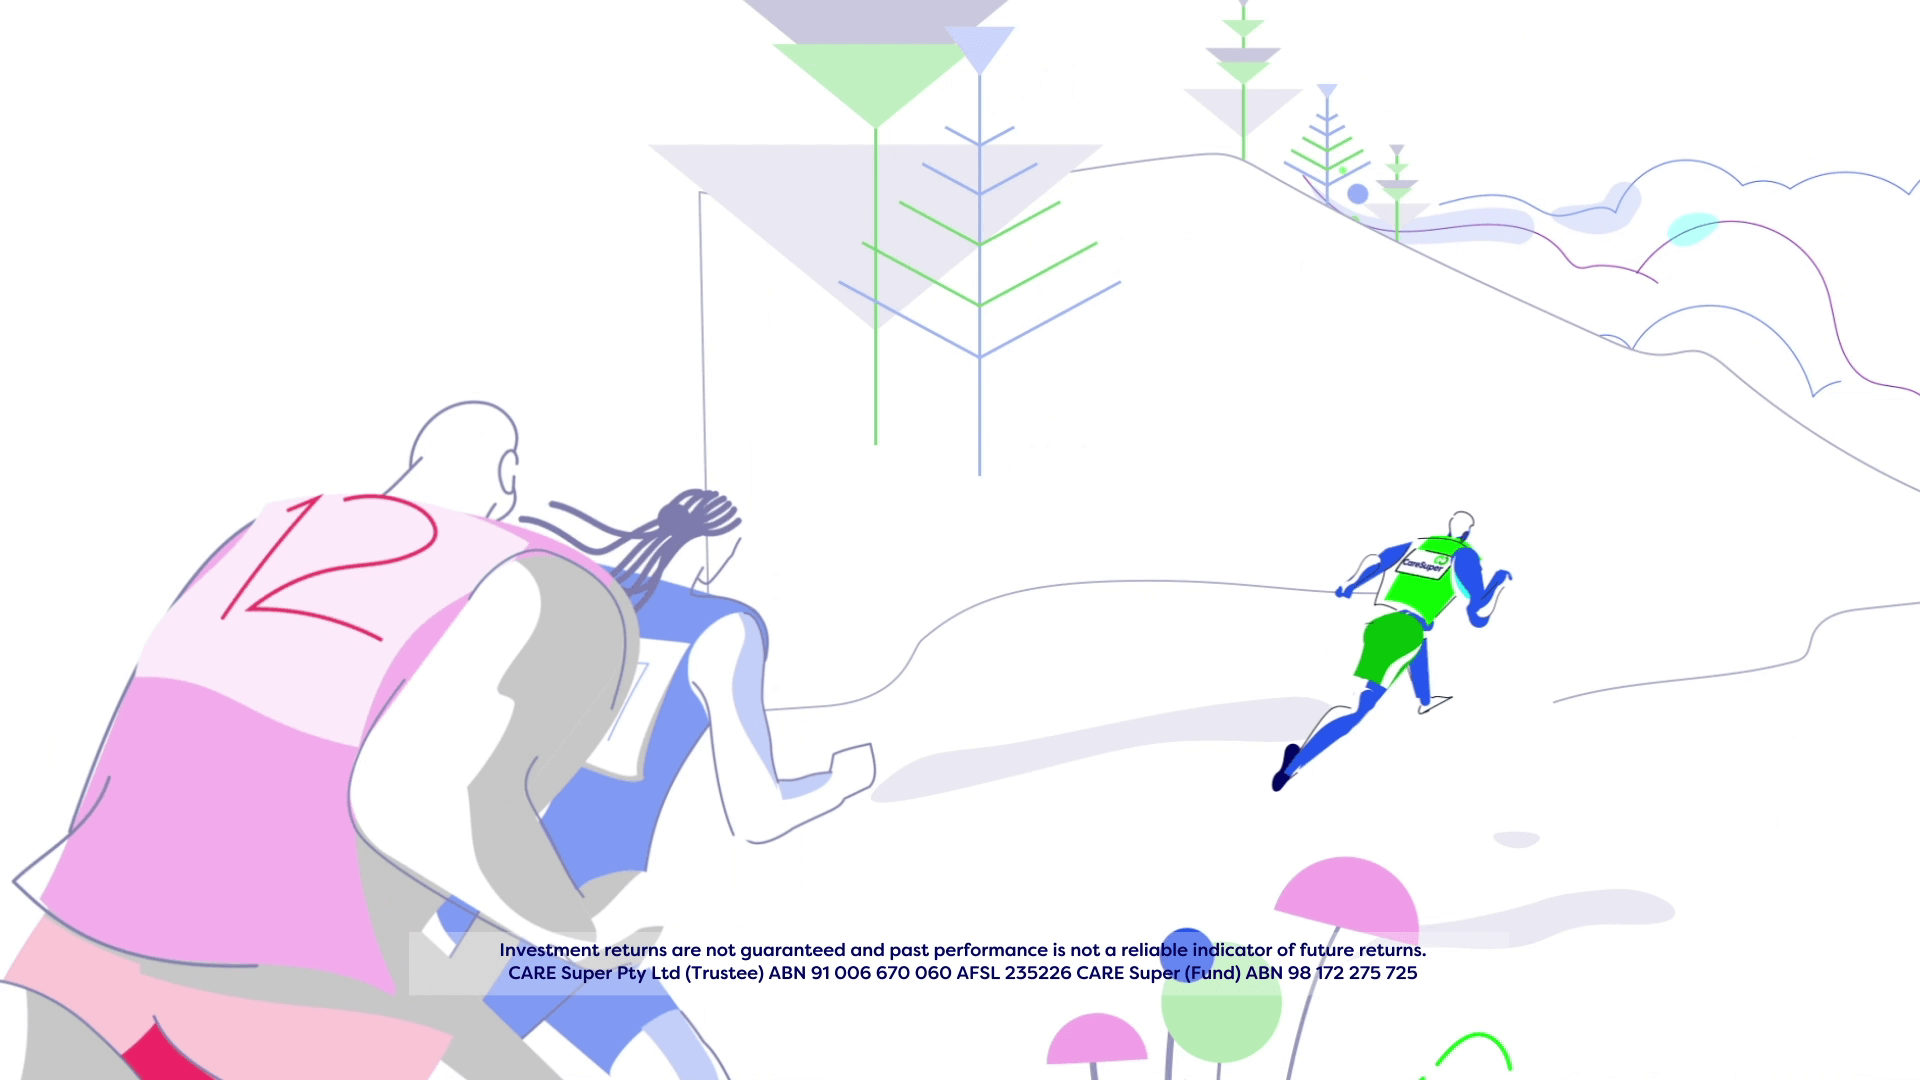 12
CareSuper
Investment returns are not guaranteed and past performance is not a reliable indicator of future returns.
CARE Super Pty Ltd (Trustee) ABN 91 006 670 060 AFSL 235226 CARE Super (Fund) ABN 98 172 275 725